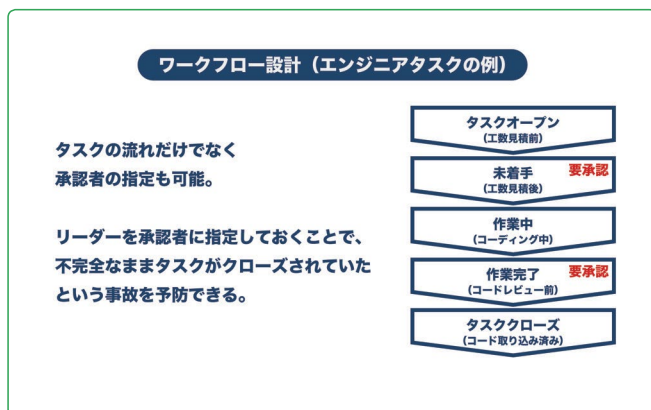 ワークフロー設計（エンジニアタスクの例）
タスクの流れだけでなく
承認者の指定も可能。
リーダーを承認者に指定しておくことで、
不完全なままタスクがクローズされていた
という事故を予防できる。
タスクオープン
(工数見積前)
未着手
要承認
(工数見積後)
作業中
(コーディング中)
作業完了
要承認
(コードレビュー前)
タスククローズ
(コード取り込み済み)